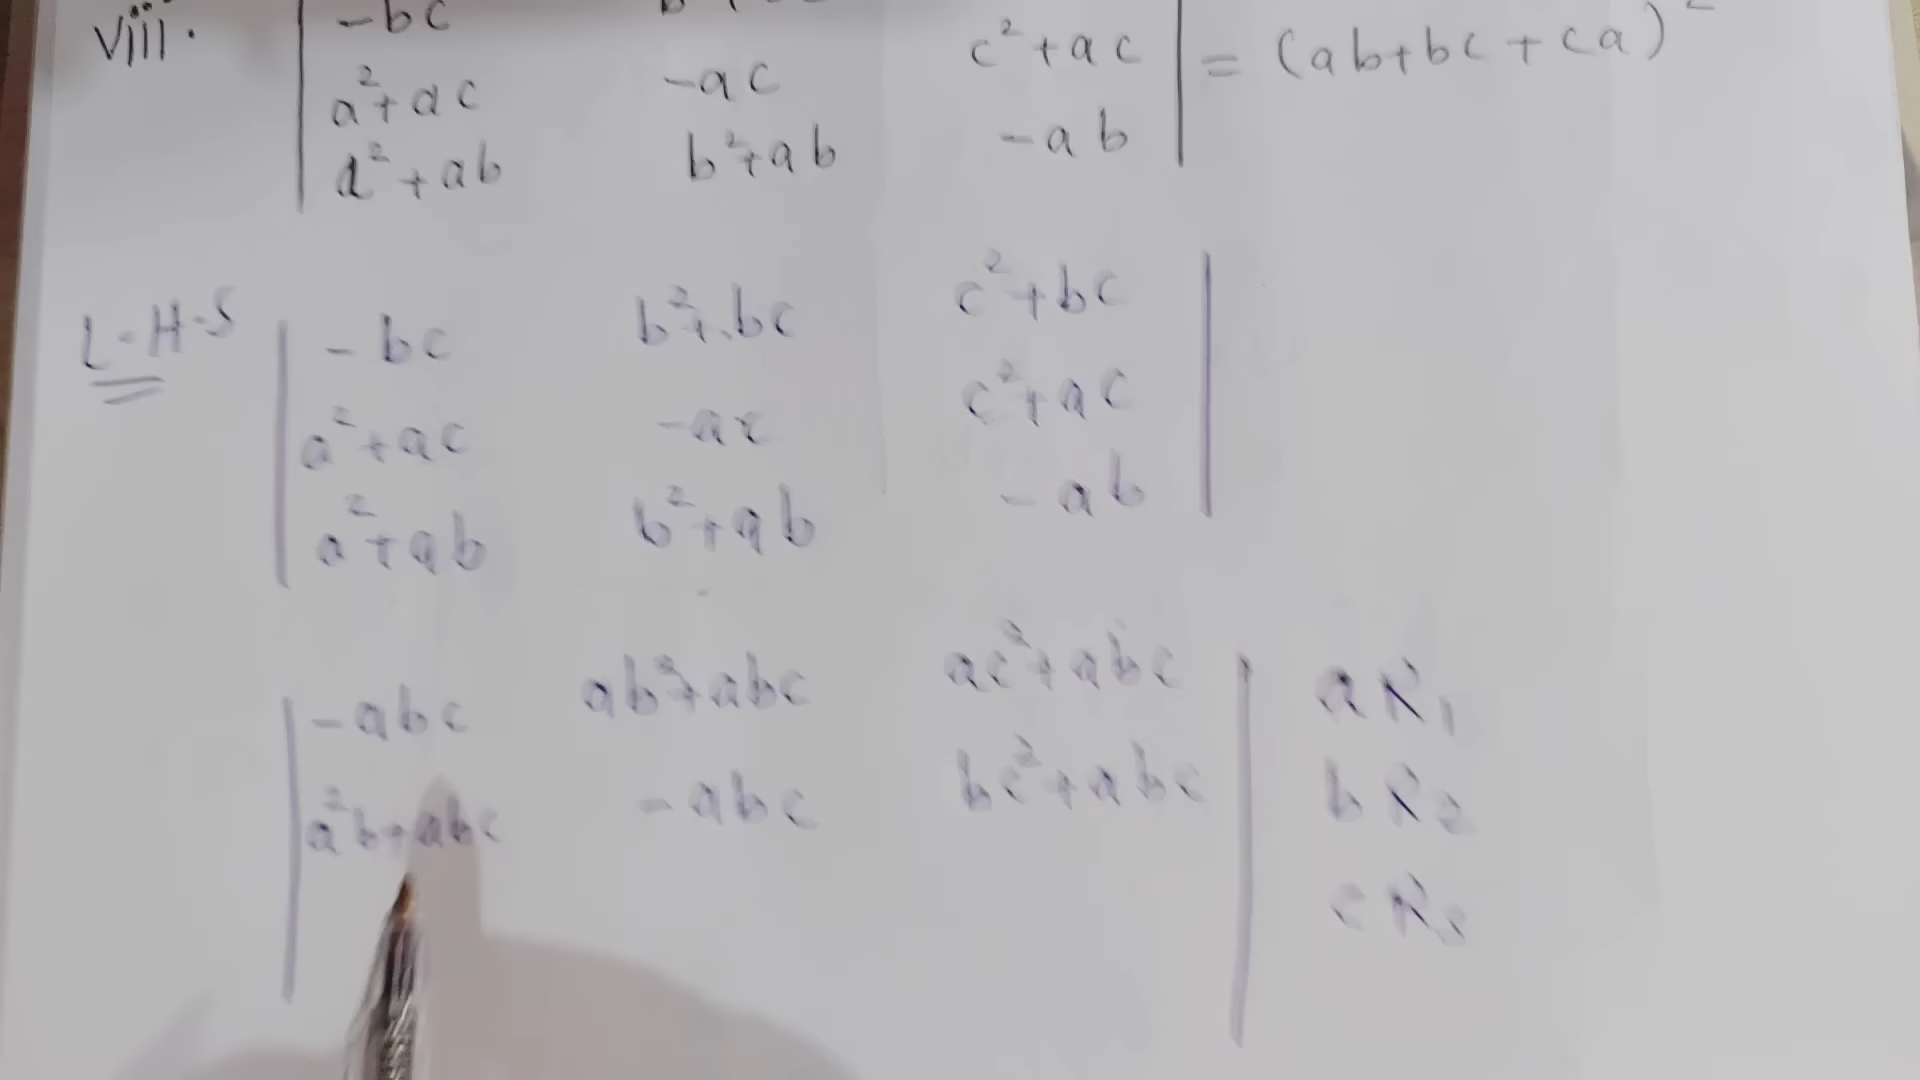 viii. | -bc c²+ac | = (ab+bc+ca)²
a²+ac -ac -ab
a²+ab b²+ab
L-H-S | -bc b²+bc c²+bc |
a²+ac -ac c²+ac
a²+ab b²+ab -ab
| -abc ab²+abc ac²+abc | aR₁
a²b+abc -abc bc²+abc bR₂
cR₃